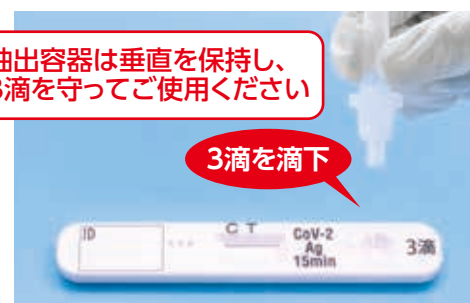 抽出容器は垂直を保持し、
3滴を守ってご使用ください
3滴を滴下
ID
C T
CoV-2
Ag
15min
3滴